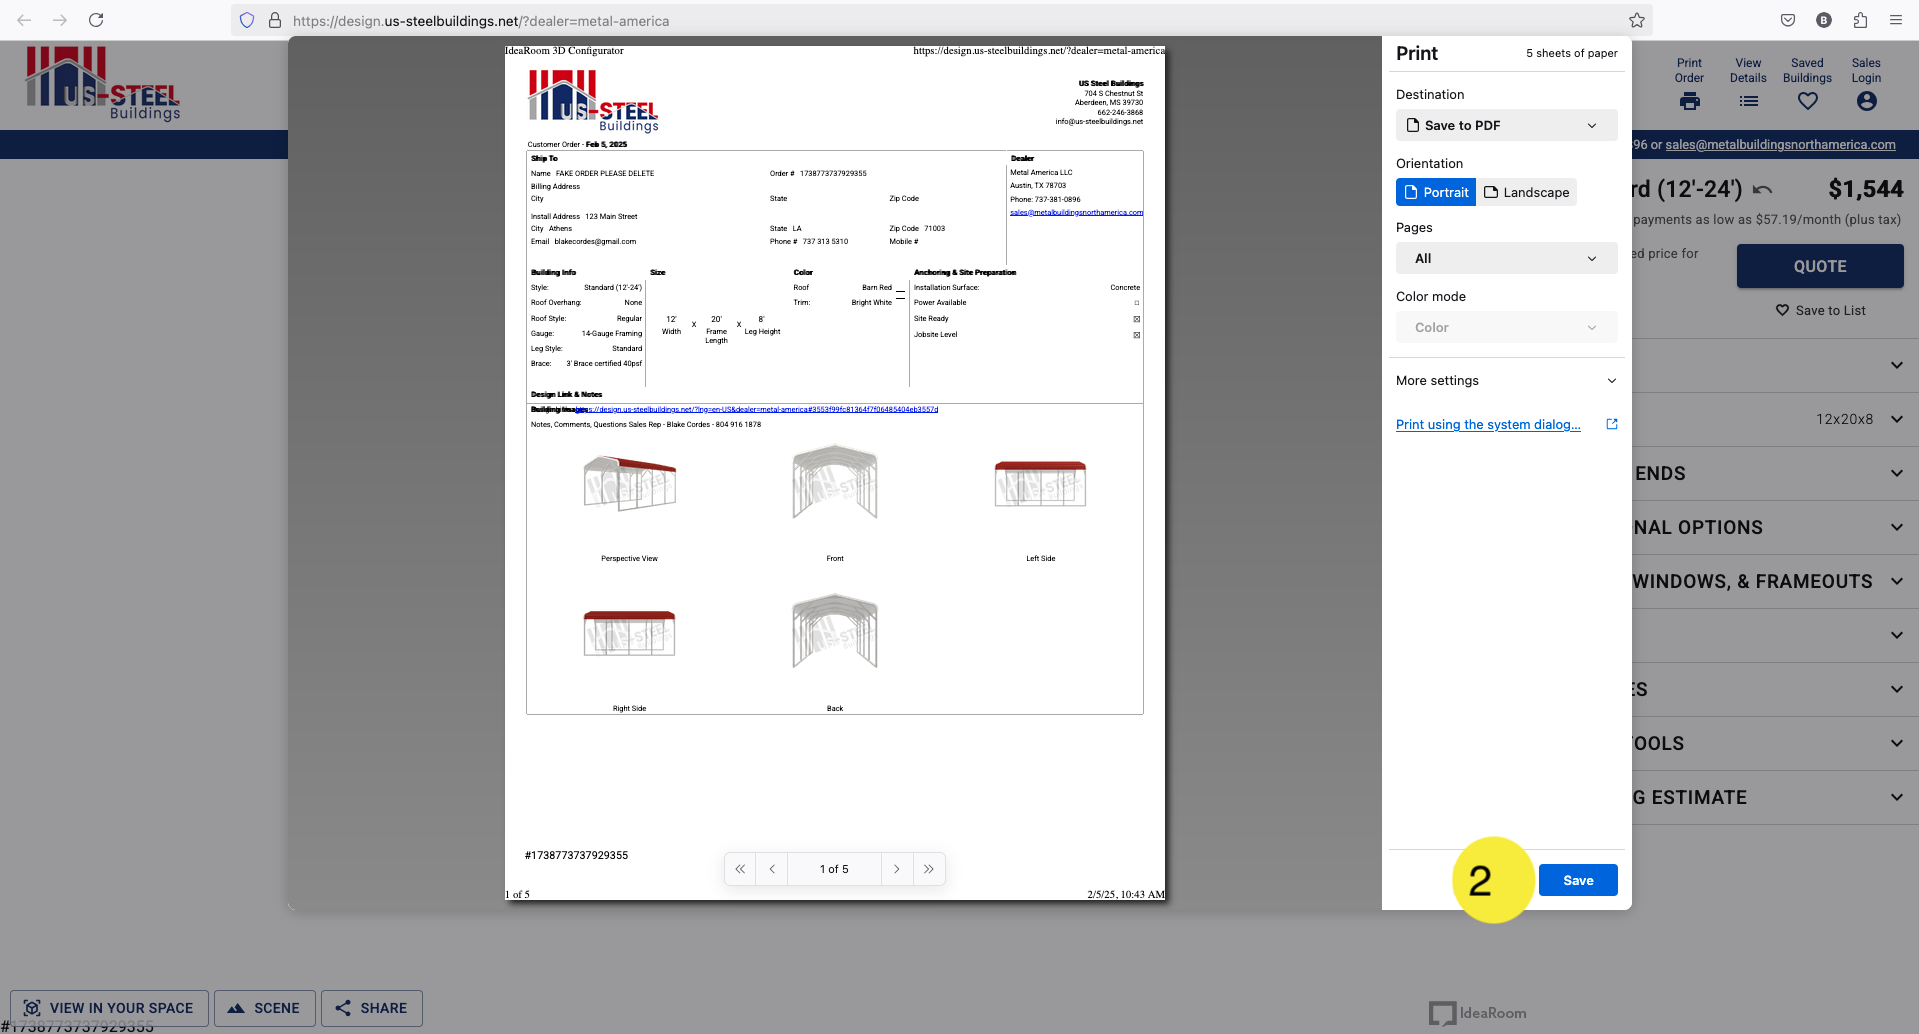 https://design.us-steelbuildings.net/?dealer=metal-america
US-STEEL
Buildings
Print Order
View Details
Saved Buildings
Sales Login
96 or sales@metalbuildingsnorthamerica.com
rd (12'-24')
$1,544
payments as low as $57.19/month (plus tax)
ed price for
QUOTE
Save to List
12x20x8
ENDS
NAL OPTIONS
WINDOWS, & FRAMEOUTS
ES
TOOLS
G ESTIMATE
IdeaRoom 3D Configurator
https://design.us-steelbuildings.net/?dealer=metal-america
US-STEEL
Buildings
US Steel Buildings
704 S Chestnut St
Aberdeen, MS 39730
662-246-3868
info@us-steelbuildings.net
Customer Order - Feb 5, 2025
Ship To
Name FAKE ORDER PLEASE DELETE
Order # 1738773737929355
Billing Address
City
State
Zip Code
Install Address 123 Main Street
City Athens
State LA
Zip Code 71003
Email blakecordes@gmail.com
Phone # 737 313 5310
Mobile #
Dealer
Metal America LLC
Austin, TX 78703
Phone: 737-381-0896
sales@metalbuildingsnorthamerica.com
Building Info
Style: Standard (12'-24')
Roof Overhang: None
Roof Style: Regular
Gauge: 14-Gauge Framing
Leg Style: Standard
Brace: 3' Brace certified 40psf
Size
12' x 20' x 8'
Width Frame Length Leg Height
Color
Roof Barn Red
Trim: Bright White
Anchoring & Site Preparation
Installation Surface: Concrete
Power Available
Site Ready
Jobsite Level
Design Link & Notes
Building Images
s://design.us-steelbuildings.net/?lng=en-US&dealer=metal-america#3553f99fc81364f7f06485404eb3557d
Notes, Comments, Questions Sales Rep - Blake Cordes - 804 916 1878
Perspective View
Front
Left Side
Right Side
Back
#1738773737929355
1 of 5
1 of 5
2/5/25, 10:43 AM
Print
5 sheets of paper
Destination
Save to PDF
Orientation
Portrait
Landscape
Pages
All
Color mode
Color
More settings
Print using the system dialog...
2
Save
VIEW IN YOUR SPACE
SCENE
SHARE
#1738773737929355
IdeaRoom